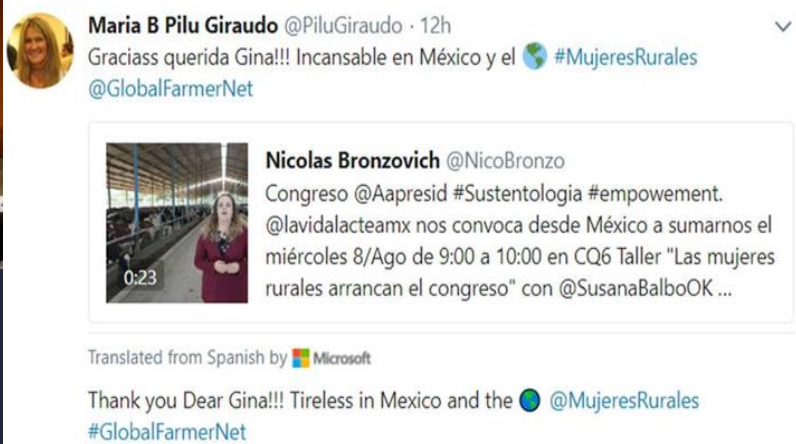 Maria B Pilu Giraudo @PiluGiraudo · 12h
Graciass querida Gina!!! Incansable en México y el 🌎 #MujeresRurales
@GlobalFarmerNet
Nicolas Bronzovich @NicoBronzo
Congreso @Aapresid #Sustentologia #empowement.
@lavidalacteamx nos convoca desde México a sumarnos el
miércoles 8/Ago de 9:00 a 10:00 en CQ6 Taller "Las mujeres
rurales arrancan el congreso" con @SusanaBalboOK ...
0:23
Translated from Spanish by Microsoft
Thank you Dear Gina!!! Tireless in Mexico and the 🌎 @MujeresRurales
#GlobalFarmerNet